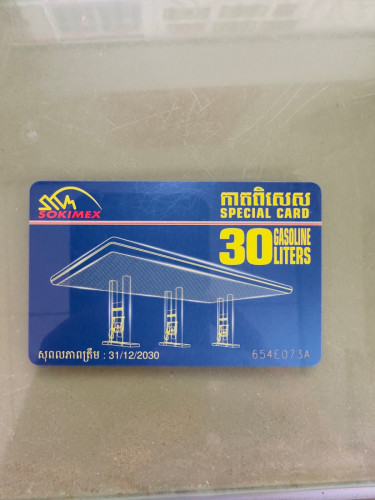 SOKIMEX
កាតពិសេស
SPECIAL CARD
30 GASOLINE LITERS
សុពលភាពត្រឹម : 31/12/2030
654E073A